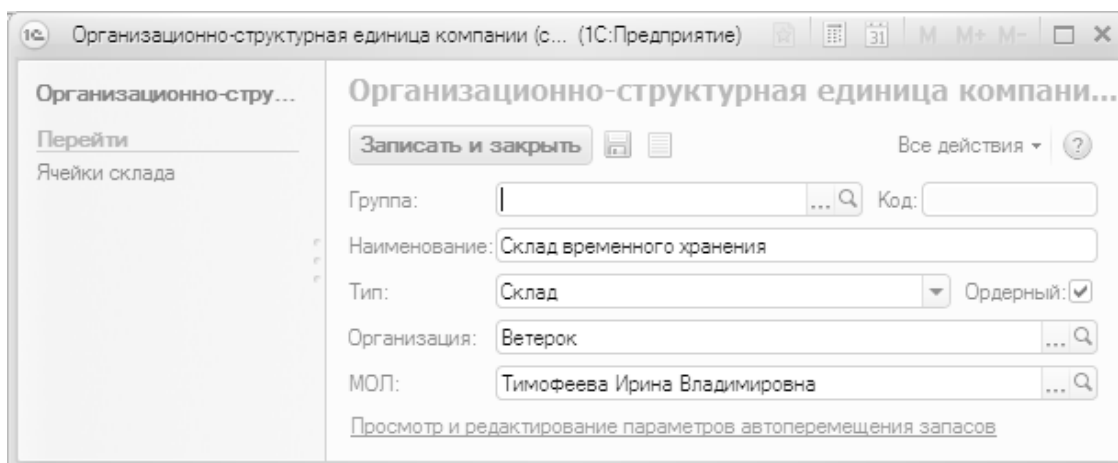 1С Организационно-структурная единица компании (с... (1С:Предприятие) 31 M M+ M-
Организационно-стру...
Перейти
Ячейки склада
Организационно-структурная единица компани...
Записать и закрыть Все действия ?
Группа: ... Код:
Наименование: Склад временного хранения
Тип: Склад Ордерный:
Организация: Ветерок ...
МОЛ: Тимофеева Ирина Владимировна ...
Просмотр и редактирование параметров автоперемещения запасов